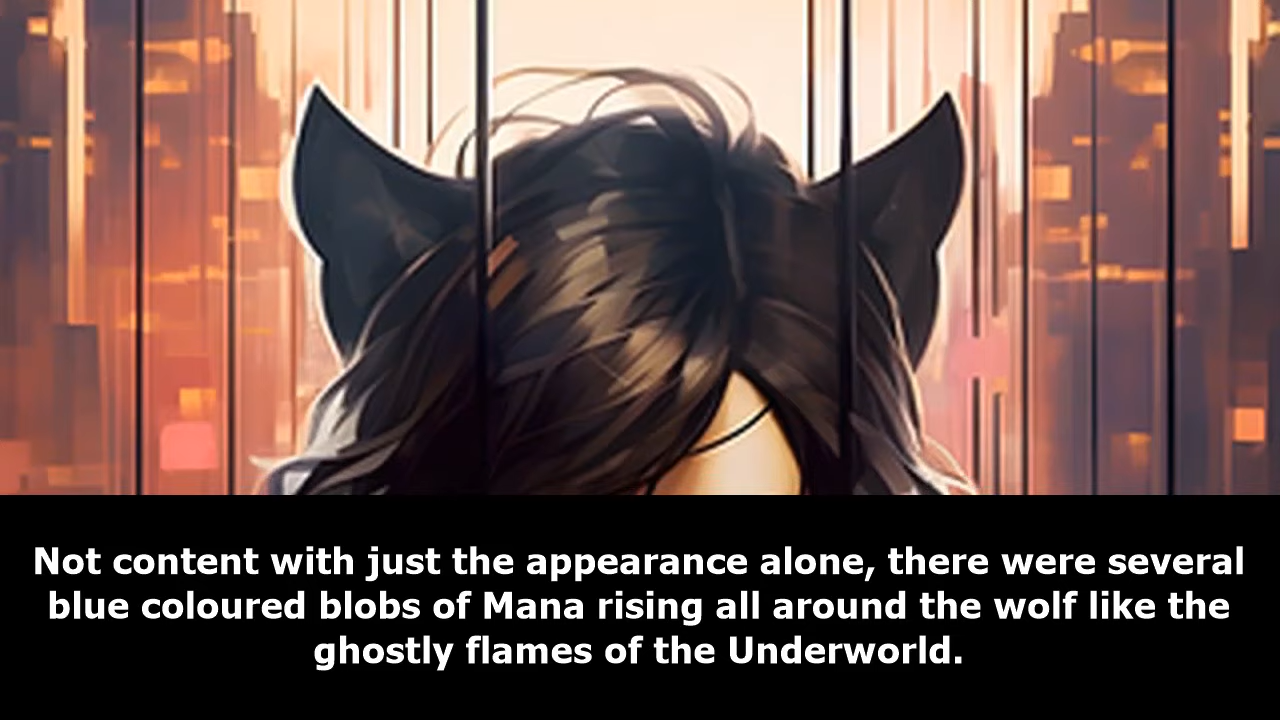 Not content with just the appearance alone, there were several
blue coloured blobs of Mana rising all around the wolf like the
ghostly flames of the Underworld.